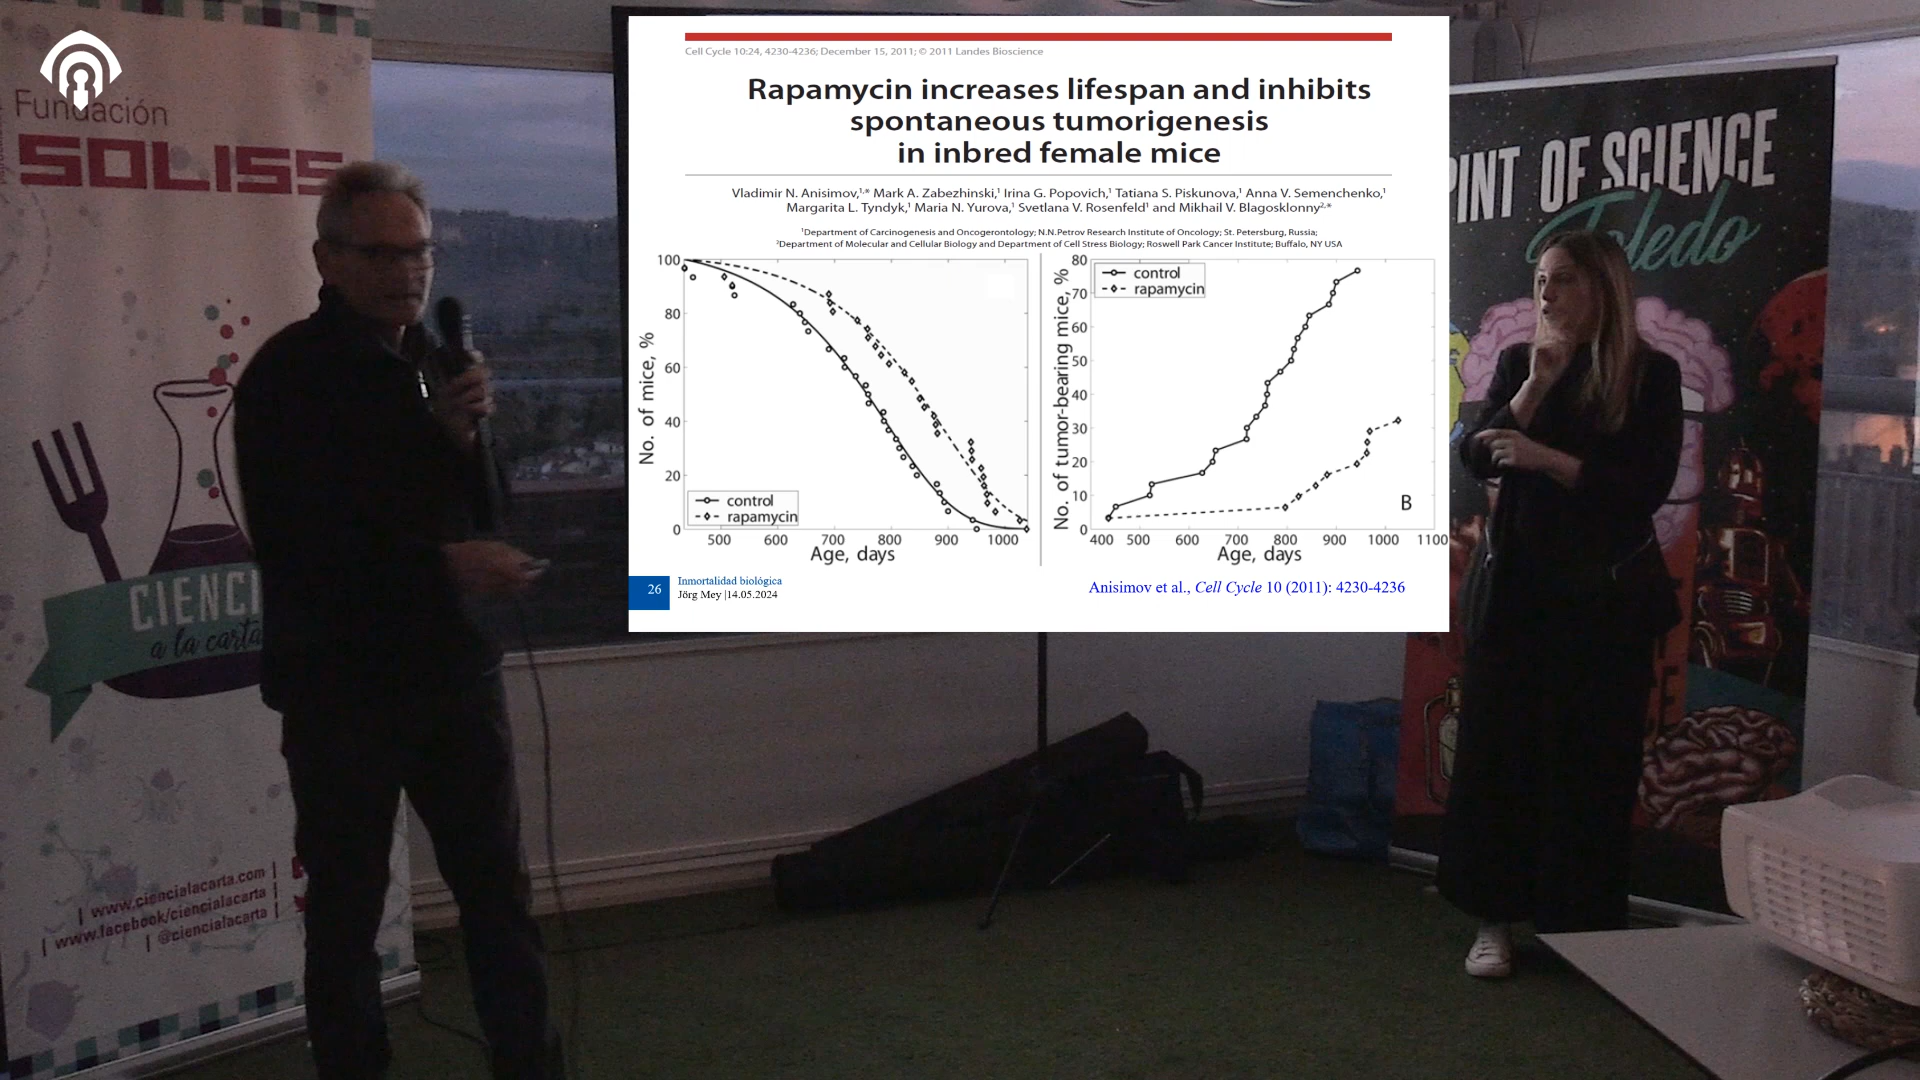 Fundación
SOLISS
CIENCI
a la carta
| www.ciencialacarta.com |
| www.facebook/ciencialacarta |
| @ciencialacarta |
Cell Cycle 10:24, 4230-4236; December 15, 2011; © 2011 Landes Bioscience
Rapamycin increases lifespan and inhibits
spontaneous tumorigenesis
in inbred female mice
Vladimir N. Anisimov,¹,* Mark A. Zabezhinski,¹ Irina G. Popovich,¹ Tatiana S. Piskunova,¹ Anna V. Semenchenko,¹
Margarita L. Tyndyk,¹ Maria N. Yurova,¹ Svetlana V. Rosenfeld¹ and Mikhail V. Blagosklonny²,*
¹Department of Carcinogenesis and Oncogerontology; N.N.Petrov Research Institute of Oncology; St. Petersburg, Russia;
²Department of Molecular and Cellular Biology and Department of Cell Stress Biology; Roswell Park Cancer Institute; Buffalo, NY USA
No. of mice, %
100
80
60
40
20
0
control
rapamycin
500 600 700 800 900 1000
Age, days
No. of tumor-bearing mice, %
80
70
60
50
40
30
20
10
0
control
rapamycin
B
400 500 600 700 800 900 1000 1100
Age, days
26
Inmortalidad biológica
Jörg Mey |14.05.2024
Anisimov et al., Cell Cycle 10 (2011): 4230-4236
PINT OF SCIENCE
Toledo